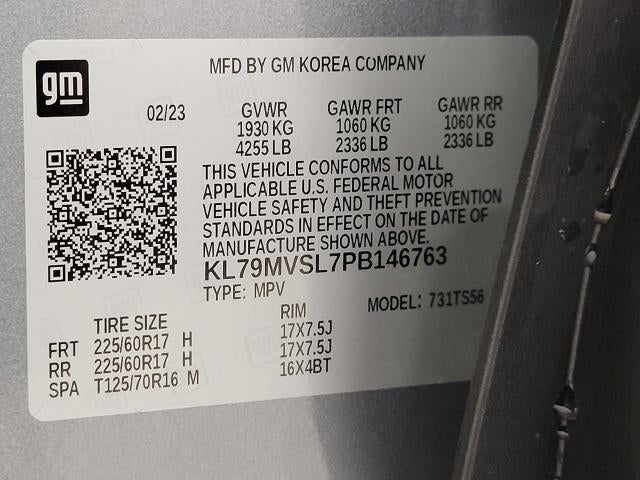 gm
MFD BY GM KOREA COMPANY
02/23
GVWR GAWR FRT GAWR RR
1930 KG 1060 KG 1060 KG
4255 LB 2336 LB 2336 LB
THIS VEHICLE CONFORMS TO ALL
APPLICABLE U.S. FEDERAL MOTOR
VEHICLE SAFETY AND THEFT PREVENTION
STANDARDS IN EFFECT ON THE DATE OF
MANUFACTURE SHOWN ABOVE.
KL79MVSL7PB146763
TYPE: MPV
MODEL: 731TS56
TIRE SIZE RIM
FRT 225/60R17 H 17X7.5J
RR 225/60R17 H 17X7.5J
SPA T125/70R16 M 16X4BT